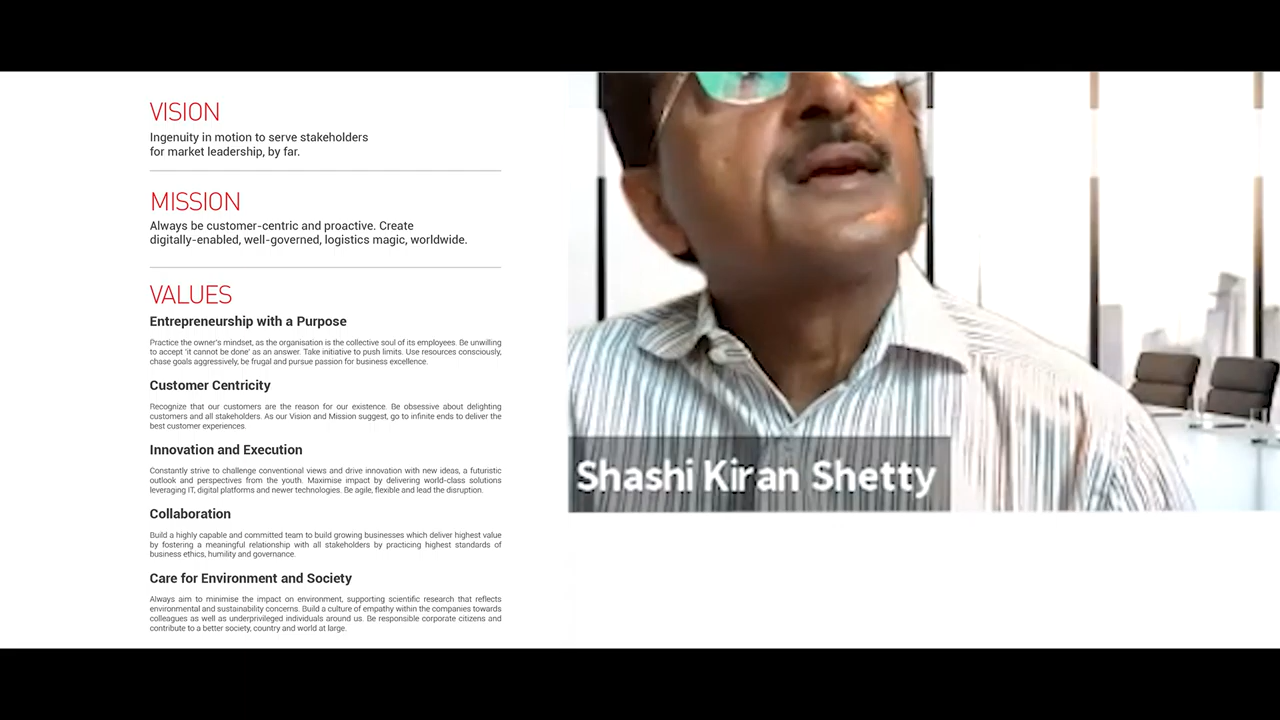 VISION
Ingenuity in motion to serve stakeholders
for market leadership, by far.
MISSION
Always be customer-centric and proactive. Create
digitally-enabled, well-governed, logistics magic, worldwide.
VALUES
Entrepreneurship with a Purpose
Practice the owner's mindset, as the organisation is the collective soul of its employees. Be unwilling
to accept 'it cannot be done' as an answer. Take initiative to push limits. Use resources consciously,
chase goals aggressively, be frugal and pursue passion for business excellence.
Customer Centricity
Recognize that our customers are the reason for our existence. Be obsessive about delighting
customers and all stakeholders. As our Vision and Mission suggest, go to infinite ends to deliver the
best customer experiences.
Innovation and Execution
Constantly strive to challenge conventional views and drive innovation with new ideas, a futuristic
outlook and perspectives from the youth. Maximise impact by delivering world-class solutions
leveraging IT, digital platforms and newer technologies. Be agile, flexible and lead the disruption.
Collaboration
Build a highly capable and committed team to build growing businesses which deliver highest value
by fostering a meaningful relationship with all stakeholders by practicing highest standards of
business ethics, humility and governance.
Care for Environment and Society
Always aim to minimise the impact on environment, supporting scientific research that reflects
environmental and sustainability concerns. Build a culture of empathy within the companies towards
colleagues as well as underprivileged individuals around us. Be responsible corporate citizens and
contribute to a better society, country and world at large.
Shashi Kiran Shetty